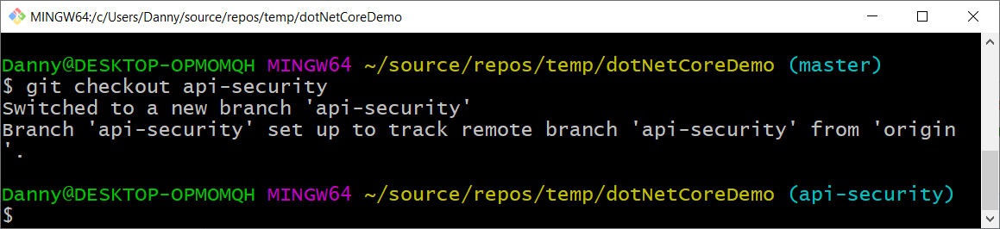 MINGW64:/c/Users/Danny/source/repos/temp/dotNetCoreDemo
Danny@DESKTOP-OPMOMQH MINGW64 ~/source/repos/temp/dotNetCoreDemo (master)
$ git checkout api-security
Switched to a new branch 'api-security'
Branch 'api-security' set up to track remote branch 'api-security' from 'origin
'.
Danny@DESKTOP-OPMOMQH MINGW64 ~/source/repos/temp/dotNetCoreDemo (api-security)
$